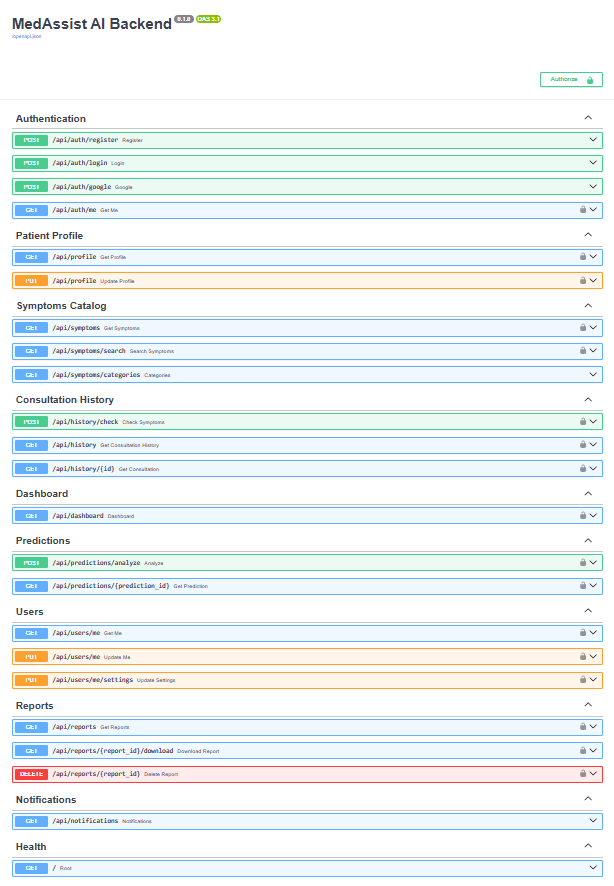 MedAssist AI Backend 0.1.0 OAS 3.1
/openapi.json
Authorize
Authentication
POST /api/auth/register Register
POST /api/auth/login Login
POST /api/auth/google Google
GET /api/auth/me Get Me
Patient Profile
GET /api/profile Get Profile
PUT /api/profile Update Profile
Symptoms Catalog
GET /api/symptoms Get Symptoms
GET /api/symptoms/search Search Symptoms
GET /api/symptoms/categories Categories
Consultation History
POST /api/history/check Check Symptoms
GET /api/history Get Consultation History
GET /api/history/{id} Get Consultation
Dashboard
GET /api/dashboard Dashboard
Predictions
POST /api/predictions/analyze Analyze
GET /api/predictions/{prediction_id} Get Prediction
Users
GET /api/users/me Get Me
PUT /api/users/me Update Me
PUT /api/users/me/settings Update Settings
Reports
GET /api/reports Get Reports
GET /api/reports/{report_id}/download Download Report
DELETE /api/reports/{report_id} Delete Report
Notifications
GET /api/notifications Notifications
Health
GET / Root